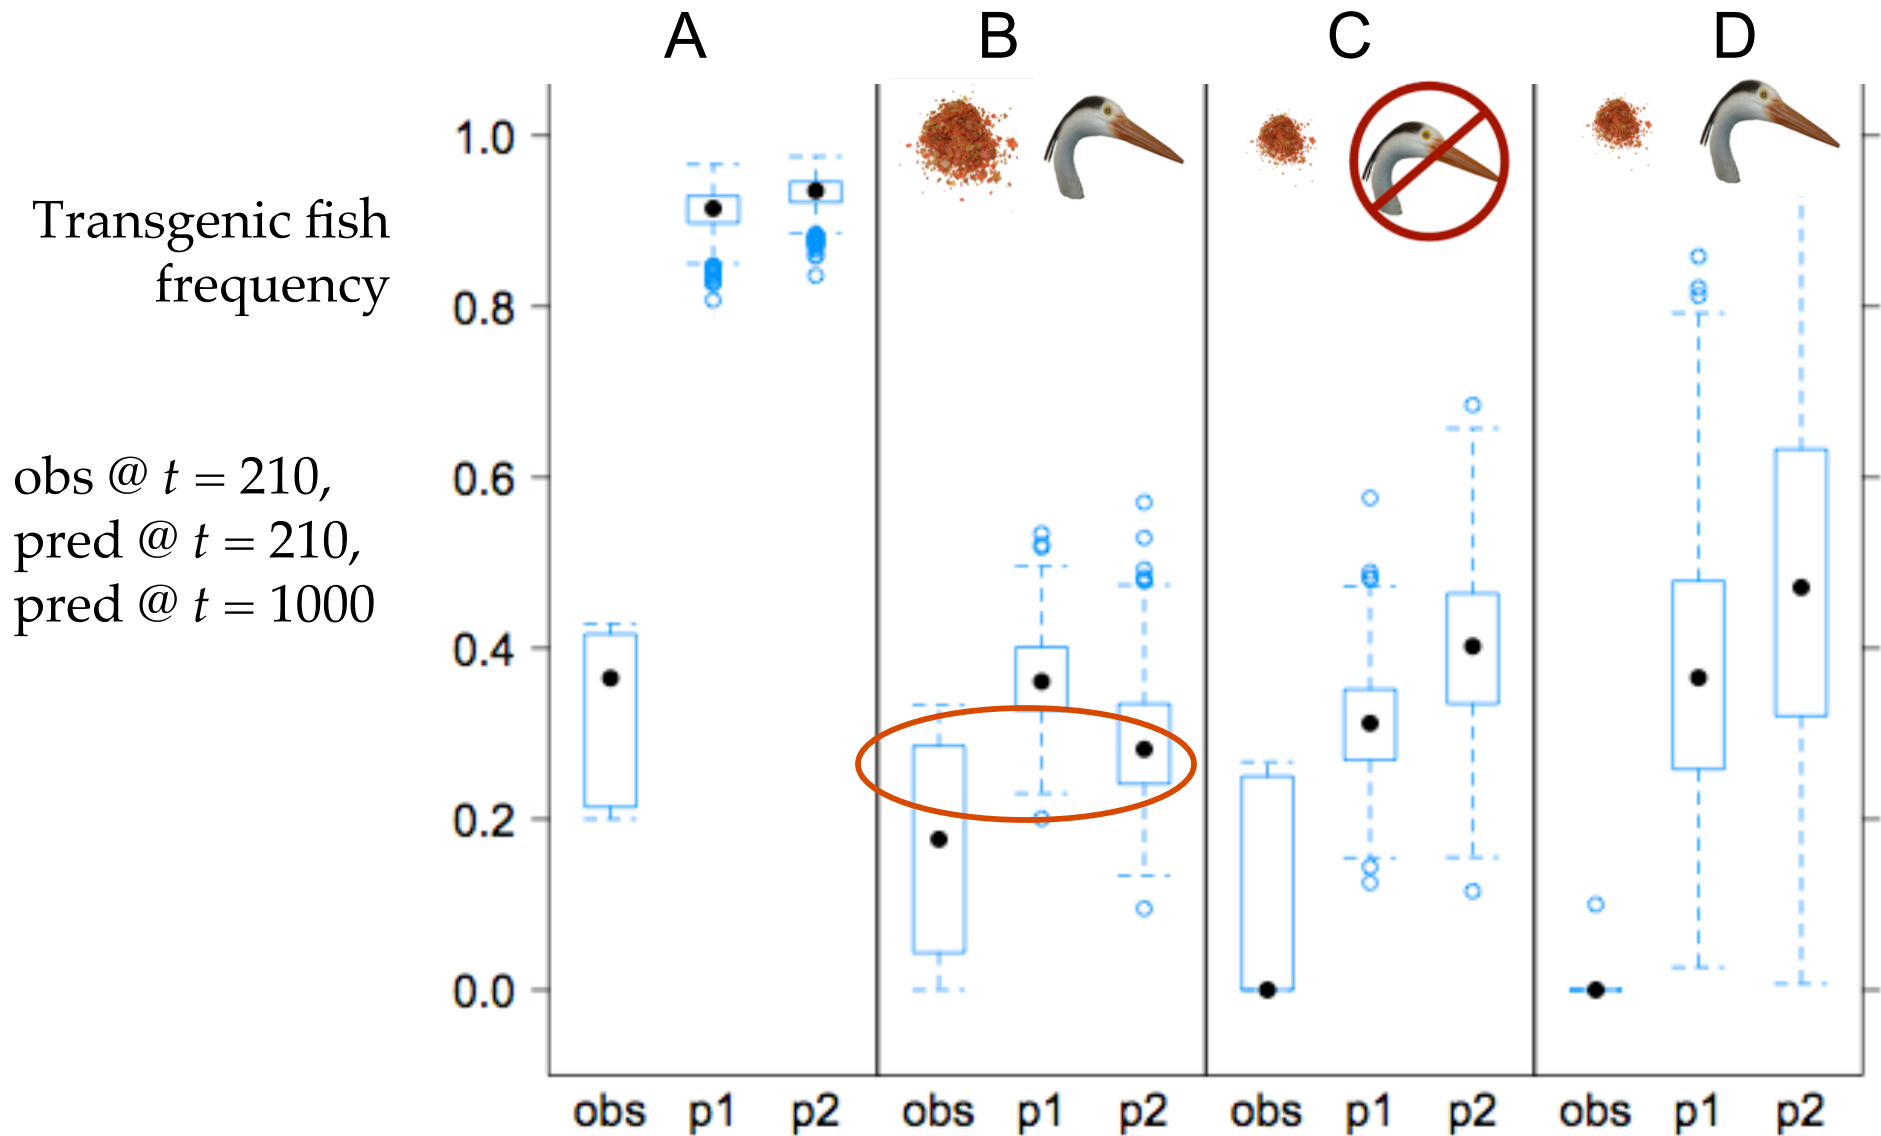 A B C D
Transgenic fish
frequency
obs @ t = 210,
pred @ t = 210,
pred @ t = 1000
1.0
0.8
0.6
0.4
0.2
0.0
obs p1 p2 obs p1 p2 obs p1 p2 obs p1 p2